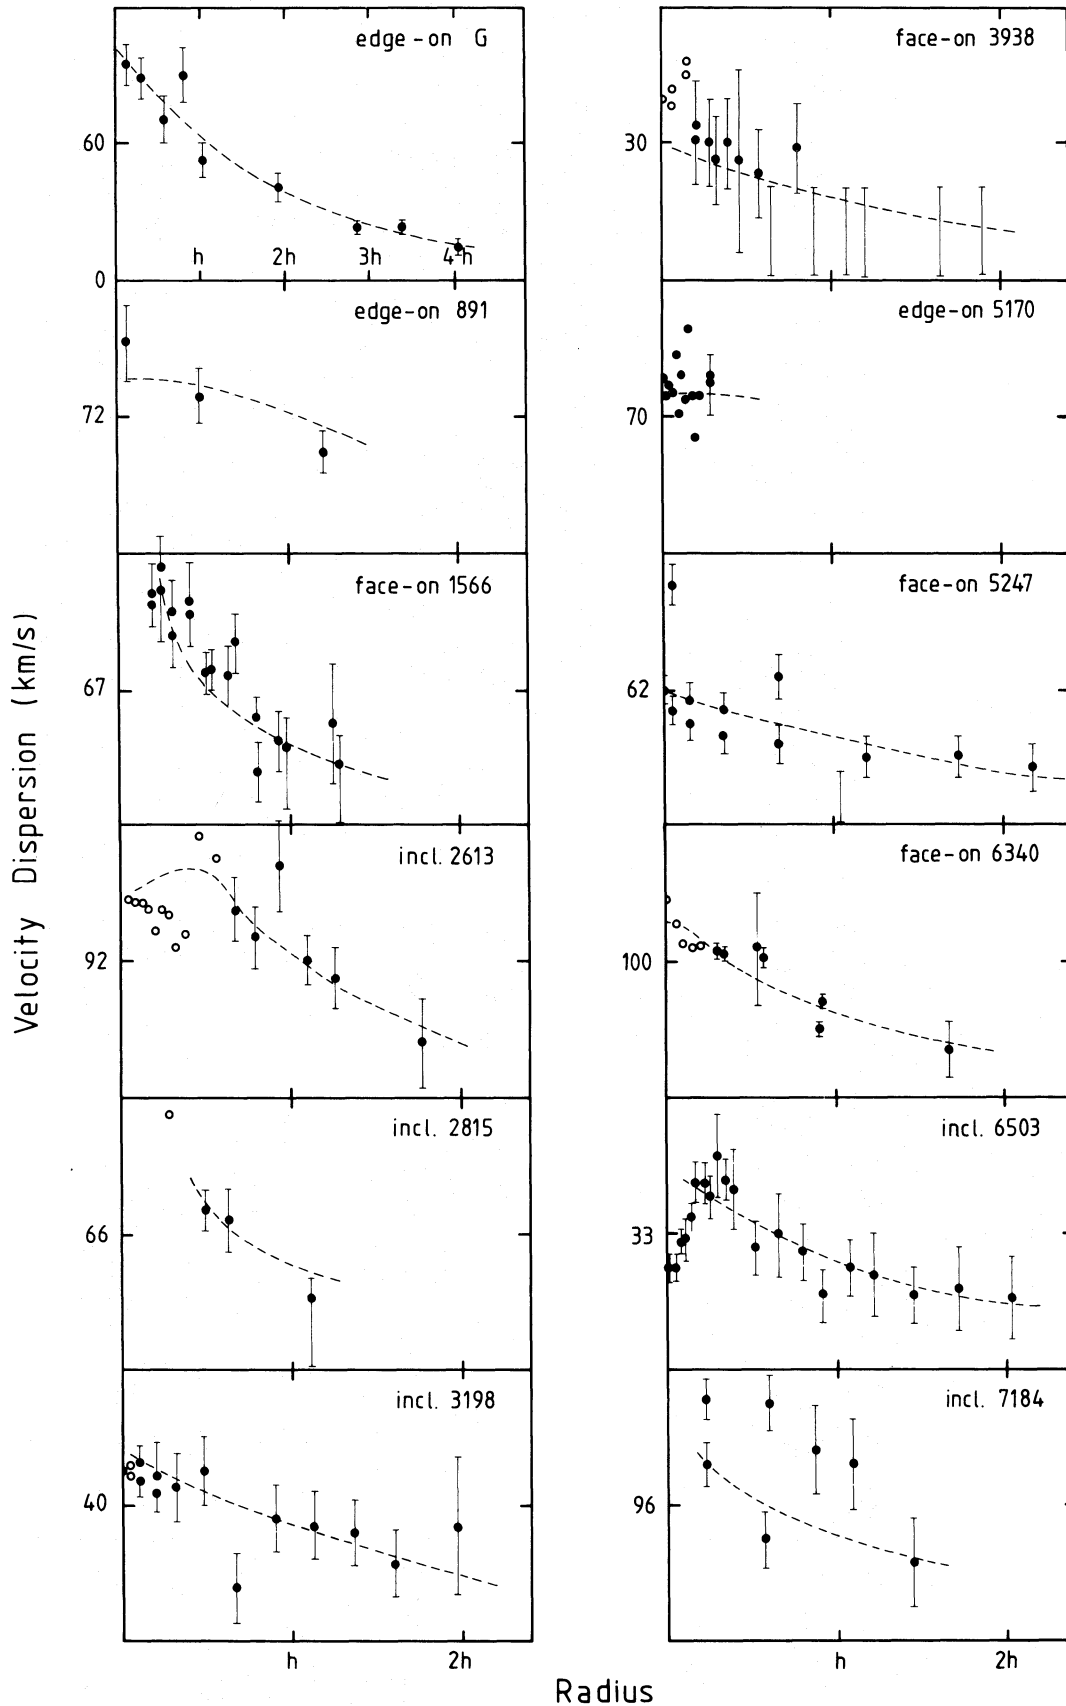 edge-on G
60
h 2h 3h 4h
0
edge-on 891
72
face-on 1566
67
incl. 2613
92
incl. 2815
66
incl. 3198
40
h 2h
face-on 3938
30
edge-on 5170
70
face-on 5247
62
face-on 6340
100
incl. 6503
33
incl. 7184
96
h 2h
Velocity Dispersion (km/s)
Radius